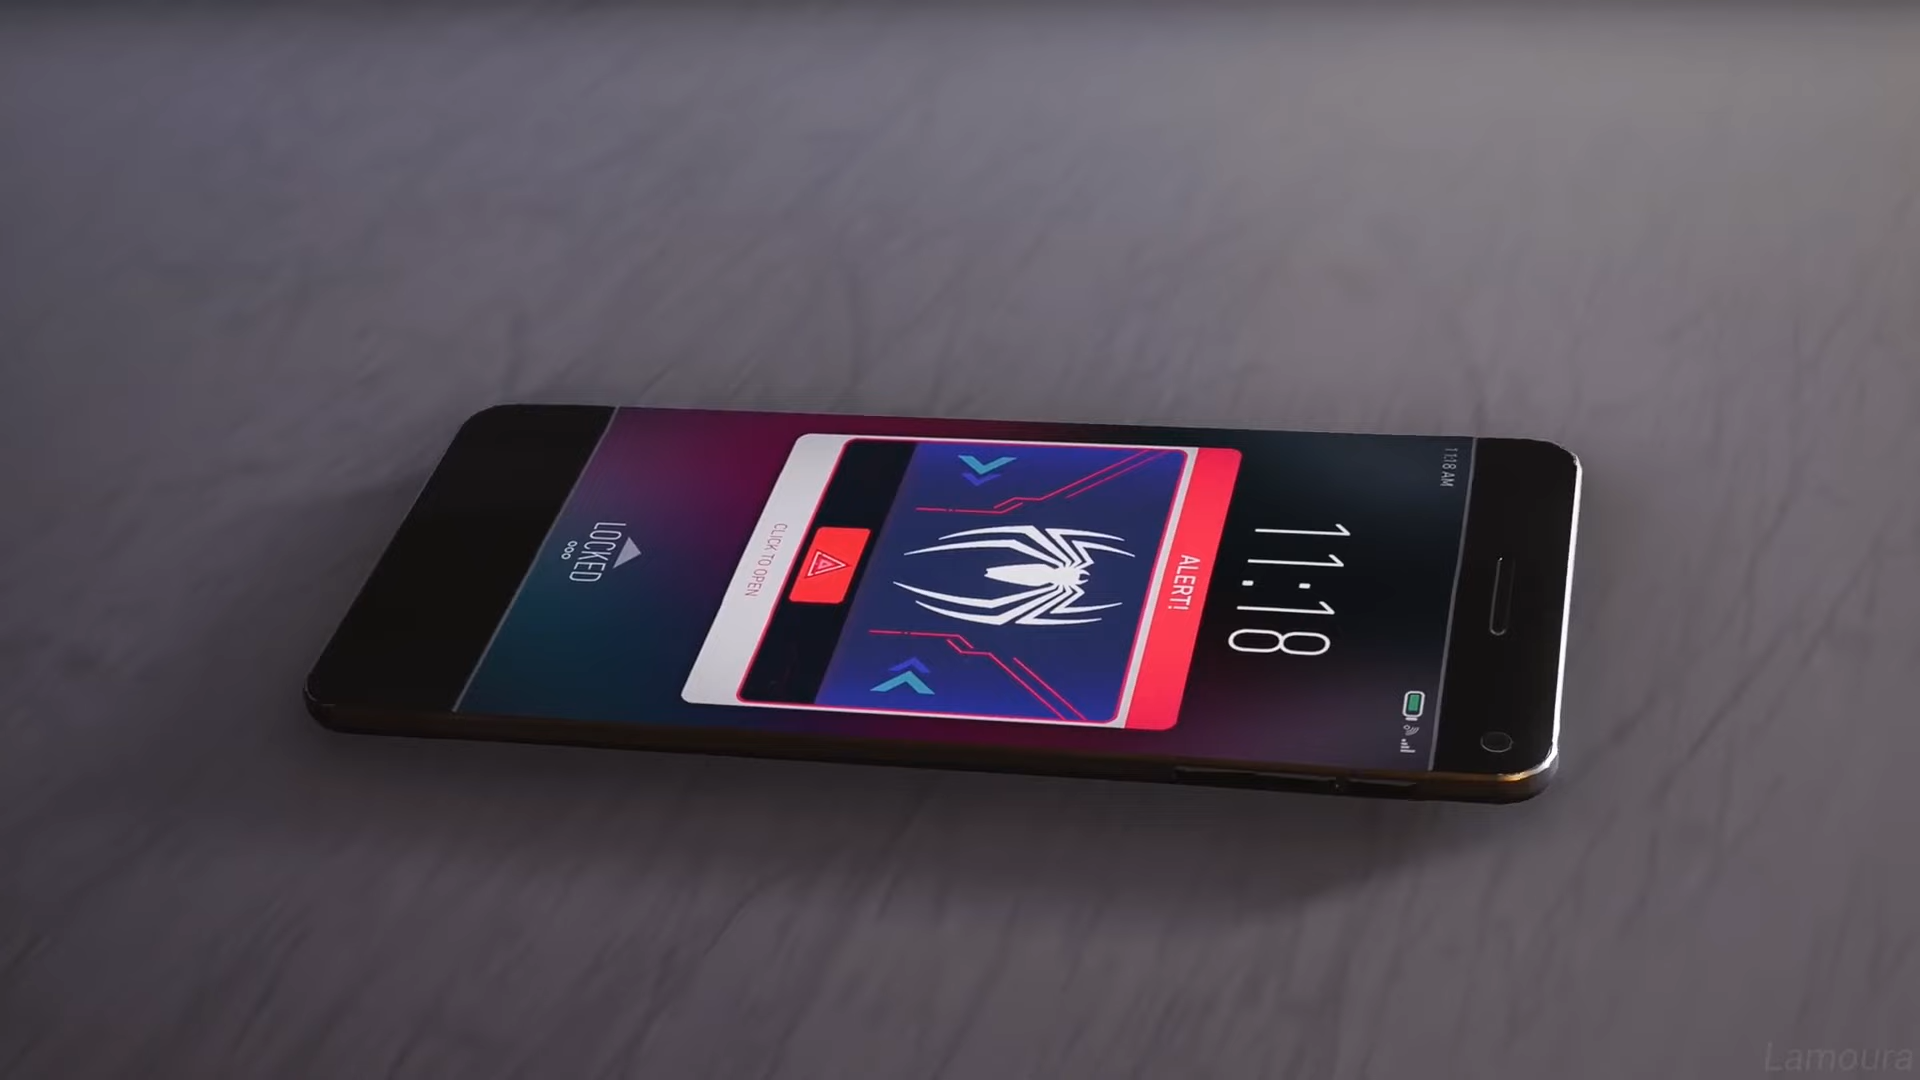 11:18 AM
11:18
ALERT!
CLICK TO OPEN
LOCKED
Lamoura